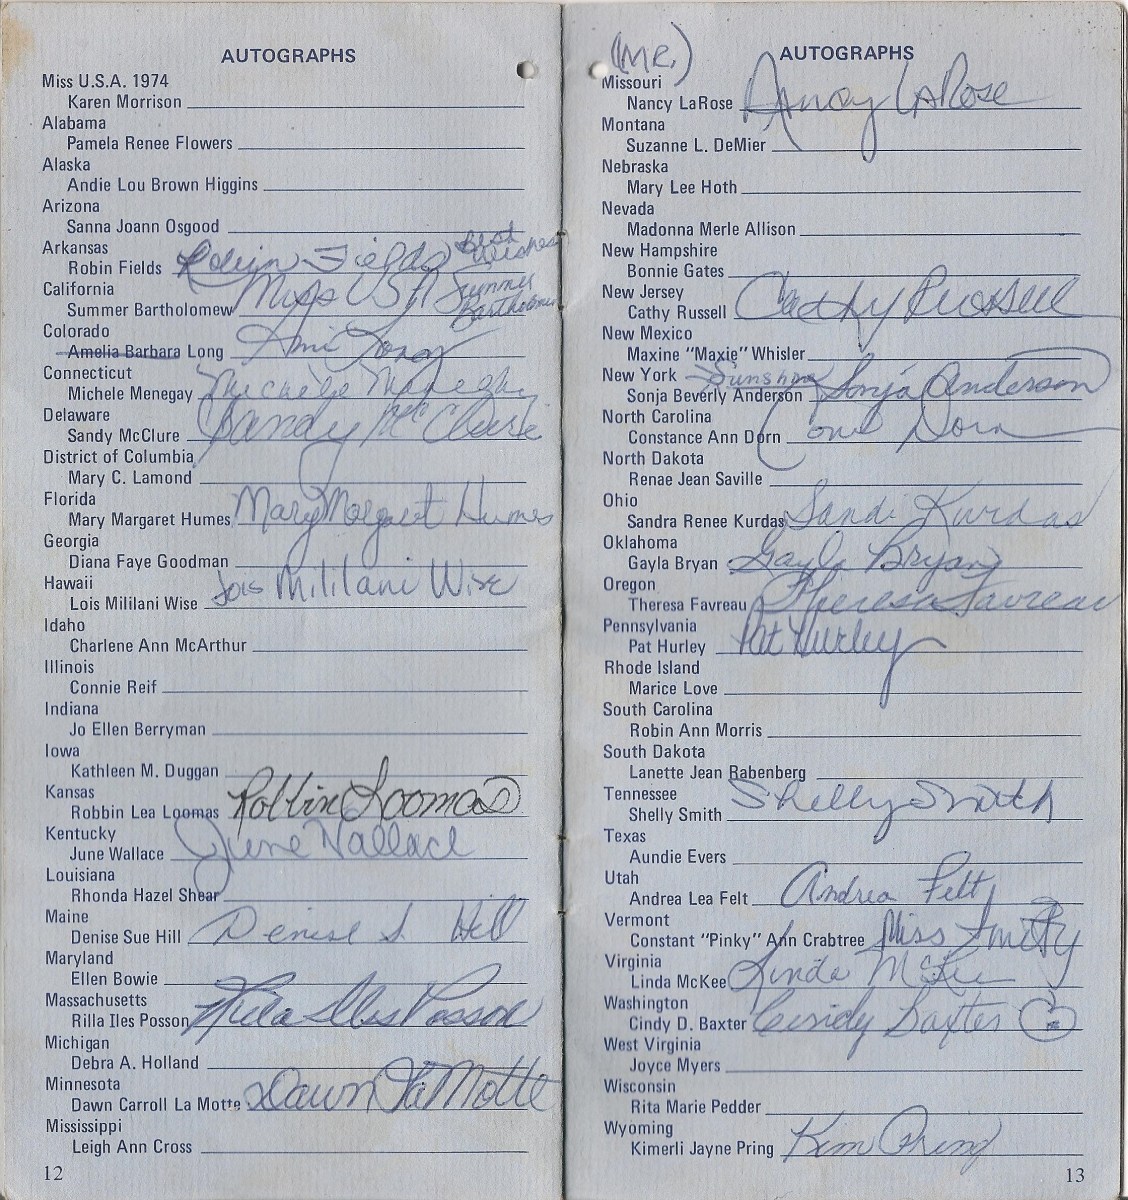 AUTOGRAPHS
Miss U.S.A. 1974
Karen Morrison
Alabama
Pamela Renee Flowers
Alaska
Andie Lou Brown Higgins
Arizona
Sanna Joann Osgood
Arkansas
Robin Fields Robin Fields Best Wishes
California
Summer Bartholomew Miss USA Summer Bartholomew
Colorado
Amelia Barbara Long Ami Long
Connecticut
Michele Menegay Michele Menegay
Delaware
Sandy McClure Sandy McClure
District of Columbia
Mary C. Lamond
Florida
Mary Margaret Humes Mary Margaret Humes
Georgia
Diana Faye Goodman
Hawaii
Lois Mililani Wise Lois Mililani Wise
Idaho
Charlene Ann McArthur
Illinois
Connie Reif
Indiana
Jo Ellen Berryman
Iowa
Kathleen M. Duggan
Kansas
Robbin Lea Loomas Robbin Loomas
Kentucky
June Wallace June Wallace
Louisiana
Rhonda Hazel Shear
Maine
Denise Sue Hill Denise S. Hill
Maryland
Ellen Bowie
Massachusetts
Rilla Iles Posson Rilla Iles Posson
Michigan
Debra A. Holland
Minnesota
Dawn Carroll La Motte Dawn La Motte
Mississippi
Leigh Ann Cross
12
(MR.)
AUTOGRAPHS
Missouri
Nancy LaRose Nancy LaRose
Montana
Suzanne L. DeMier
Nebraska
Mary Lee Hoth
Nevada
Madonna Merle Allison
New Hampshire
Bonnie Gates
New Jersey
Cathy Russell Cathy Russell
New Mexico
Maxine "Maxie" Whisler
New York Sunshine
Sonja Beverly Anderson Sonja Anderson
North Carolina
Constance Ann Dorn Coni Dorn
North Dakota
Renae Jean Saville
Ohio
Sandra Renee Kurdas Sandi Kurdas
Oklahoma
Gayla Bryan Gayla Bryan
Oregon
Theresa Favreau Theresa Favreau
Pennsylvania
Pat Hurley Pat Hurley
Rhode Island
Marice Love
South Carolina
Robin Ann Morris
South Dakota
Lanette Jean Rabenberg
Tennessee
Shelly Smith Shelly Smith
Texas
Aundie Evers
Utah
Andrea Lea Felt Andrea Felt
Vermont
Constant "Pinky" Ann Crabtree Miss
Virginia
Linda McKee Linda McKee
Washington
Cindy D. Baxter Cindy Baxter
West Virginia
Joyce Myers
Wisconsin
Rita Marie Pedder
Wyoming
Kimerli Jayne Pring Kim Pring
13